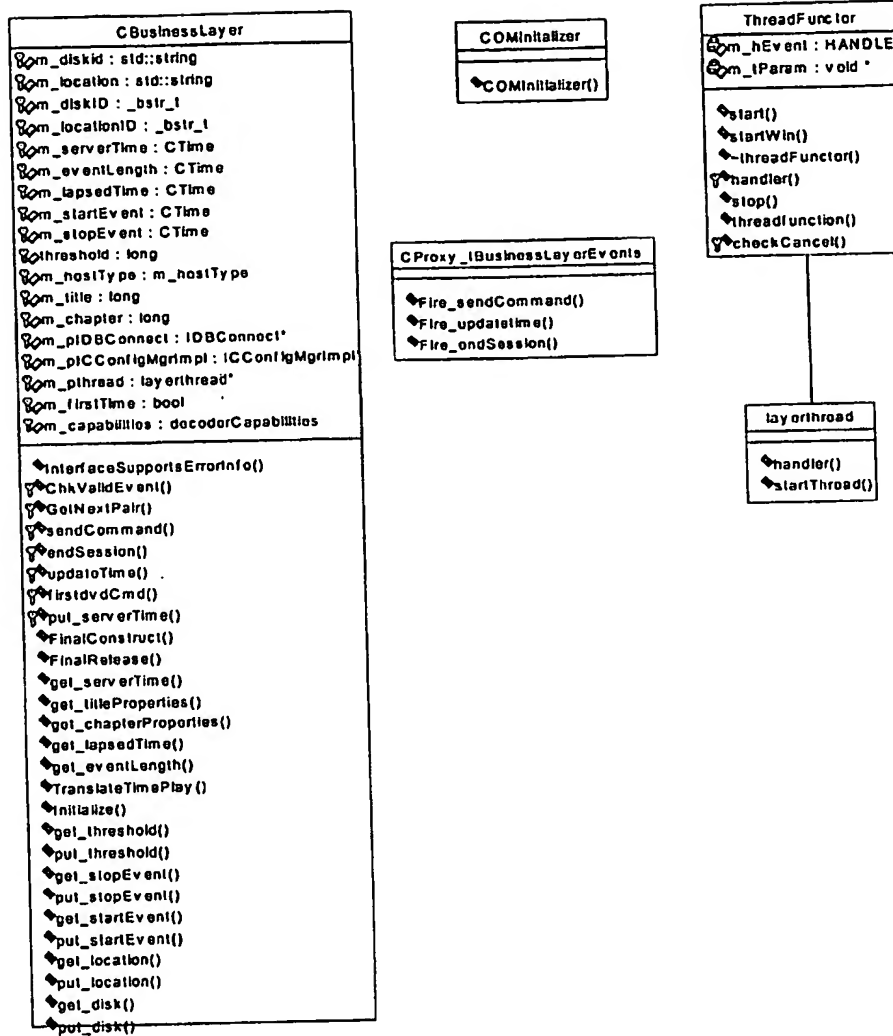 CBusinessLayer
m_diskid : std::string
m_location : std::string
m_diskID : _bstr_t
m_locationID : _bstr_t
m_serverTime : CTime
m_eventLength : CTime
m_lapsedTime : CTime
m_startEvent : CTime
m_stopEvent : CTime
threshold : long
m_hostType : m_hostType
m_title : long
m_chapter : long
m_pIDBConnect : IDBConnect*
m_pICConfigMgrImpl : ICConfigMgrImpl
m_pthread : layerthread*
m_firstTime : bool
m_capabilities : decoderCapabilities
InterfaceSupportsErrorInfo()
ChkValidEvent()
GetNextPair()
sendCommand()
endSession()
updateTime()
firstdvdCmd()
put_serverTime()
FinalConstruct()
FinalRelease()
get_serverTime()
get_titleProperties()
get_chapterProperties()
get_lapsedTime()
get_eventLength()
TranslateTimePlay()
Initialize()
get_threshold()
put_threshold()
get_stopEvent()
put_stopEvent()
get_startEvent()
put_startEvent()
get_location()
put_location()
get_disk()
put_disk()
COMInitializer
COMInitializer()
CProxy_IBusinessLayerEvents
Fire_sendCommand()
Fire_updatetime()
Fire_endSession()
ThreadFunctor
m_hEvent : HANDLE
m_tParam : void *
start()
startWin()
~threadFunctor()
handler()
stop()
threadfunction()
checkCancel()
layerthread
handler()
startThread()